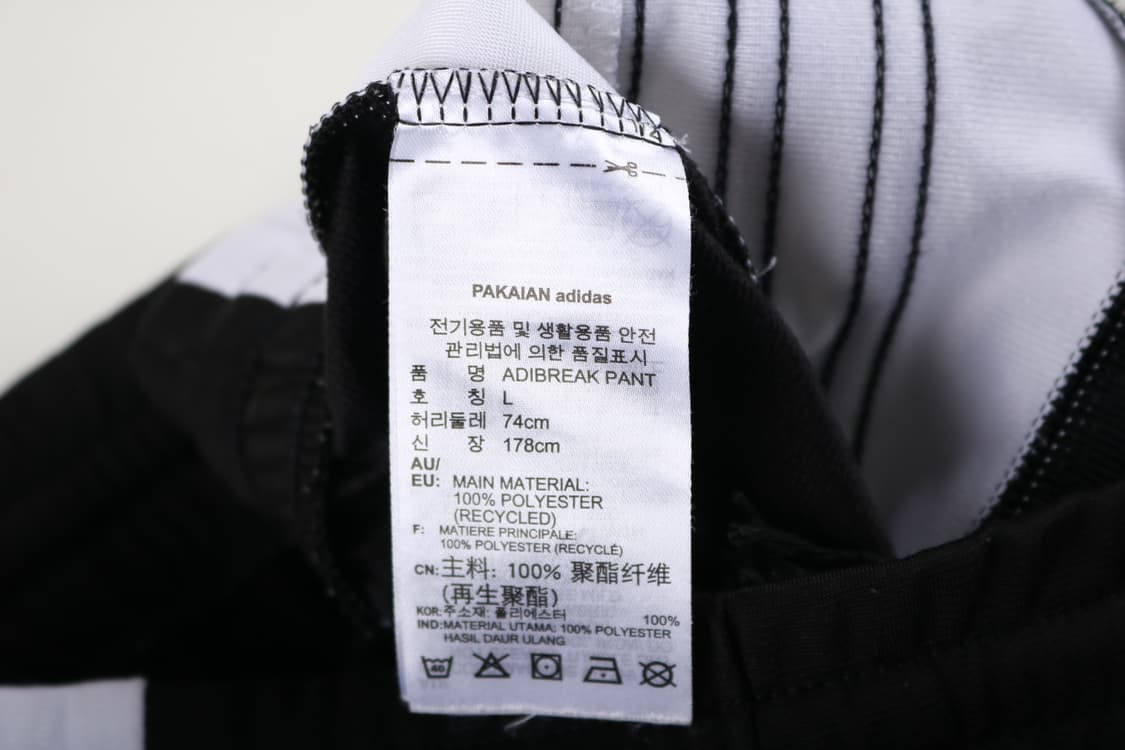 PAKAIAN adidas
전기용품 및 생활용품 안전
관리법에 의한 품질표시
품 명 ADIBREAK PANT
호 칭 L
허리둘레 74cm
신 장 178cm
AU/
EU: MAIN MATERIAL:
100% POLYESTER
(RECYCLED)
F: MATIERE PRINCIPALE:
100% POLYESTER (RECYCLÉ)
CN: 主料: 100% 聚酯纤维
(再生聚酯)
KOR: 주소재: 폴리에스터 100%
IND: MATERIAL UTAMA: 100% POLYESTER
HASIL DAUR ULANG
40